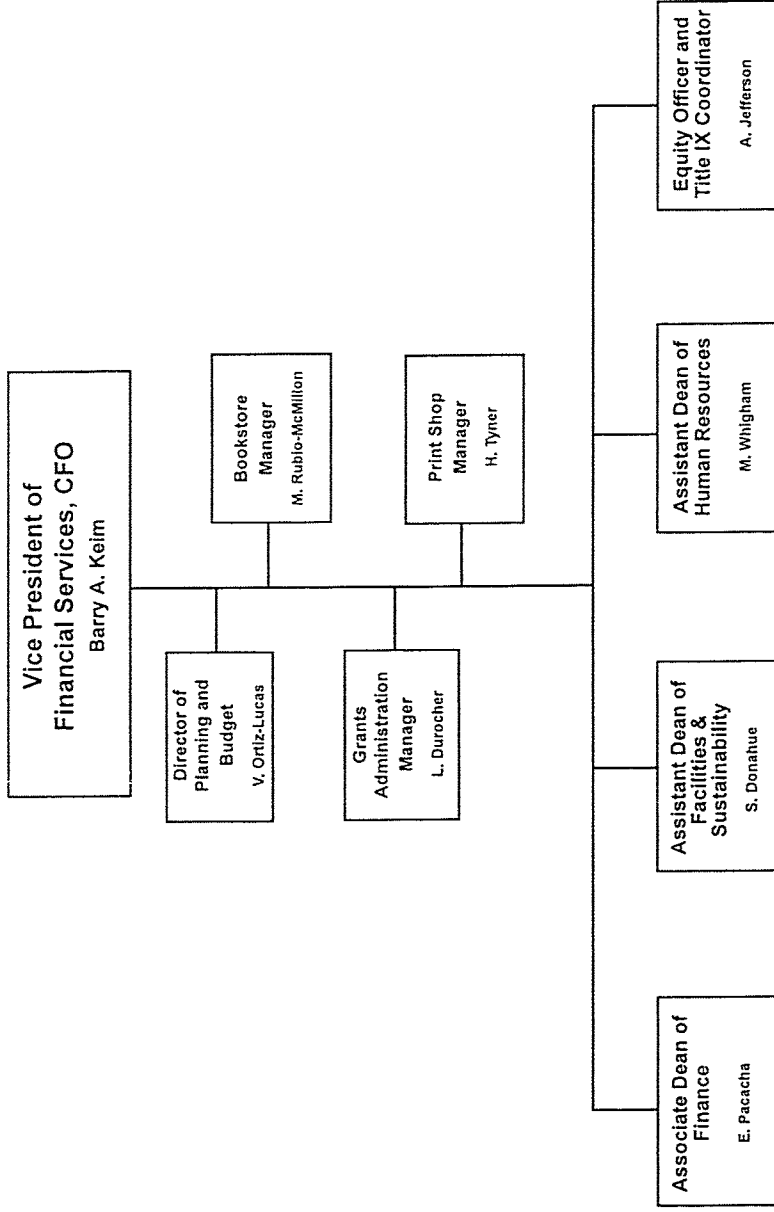 Vice President of
Financial Services, CFO
Barry A. Keim
Director of
Planning and
Budget
V. Ortiz-Lucas
Bookstore
Manager
M. Rubio-McMillon
Grants
Administration
Manager
L. Durocher
Print Shop
Manager
H. Tyner
Associate Dean of
Finance
E. Pacacha
Assistant Dean of
Facilities &
Sustainability
S. Donahue
Assistant Dean of
Human Resources
M. Whigham
Equity Officer and
Title IX Coordinator
A. Jefferson